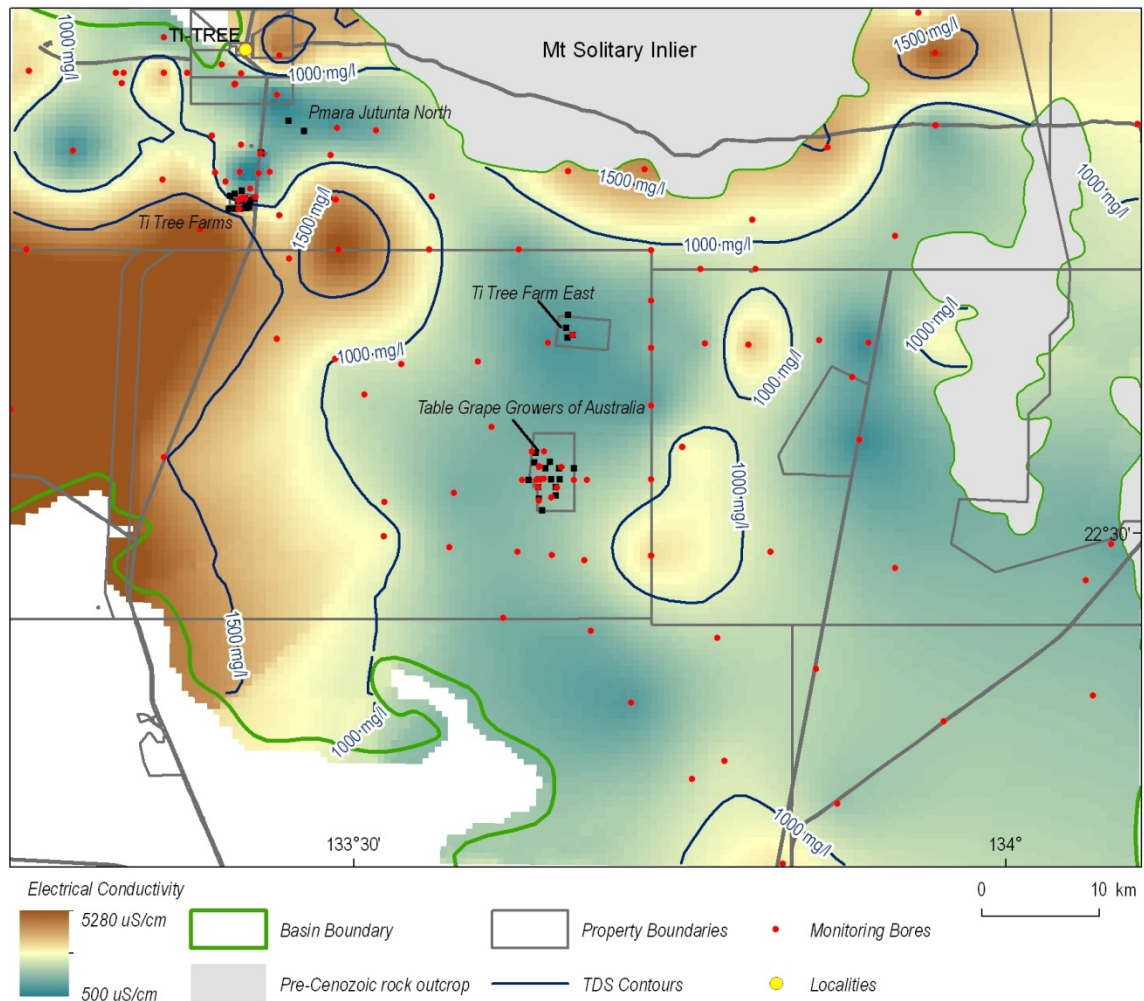 1000·mg/l
TI-TREE
1000·mg/l
Mt Solitary Inlier
1500·mg/l
Pmara Jutunta North
1500·mg/l
1000·mg/l
1500·mg/l
Ti Tree Farms
1000·mg/l
Ti Tree Farm East
1000·mg/l
1000·mg/l
1000·mg/l
Table Grape Growers of Australia
1000·mg/l
22°30'
1500·mg/l
1000·mg/l
1000·mg/l
133°30'
134°
Electrical Conductivity
5280 uS/cm
500 uS/cm
Basin Boundary
Pre-Cenozoic rock outcrop
Property Boundaries
TDS Contours
Monitoring Bores
Localities
0 10 km